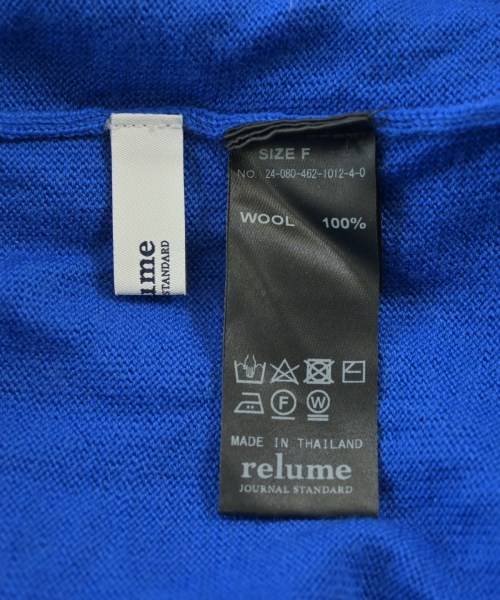 ume
STANDARD
SIZE F
NO. 24-080-462-1012-4-0
WOOL 100%
F W
MADE IN THAILAND
relume
JOURNAL STANDARD